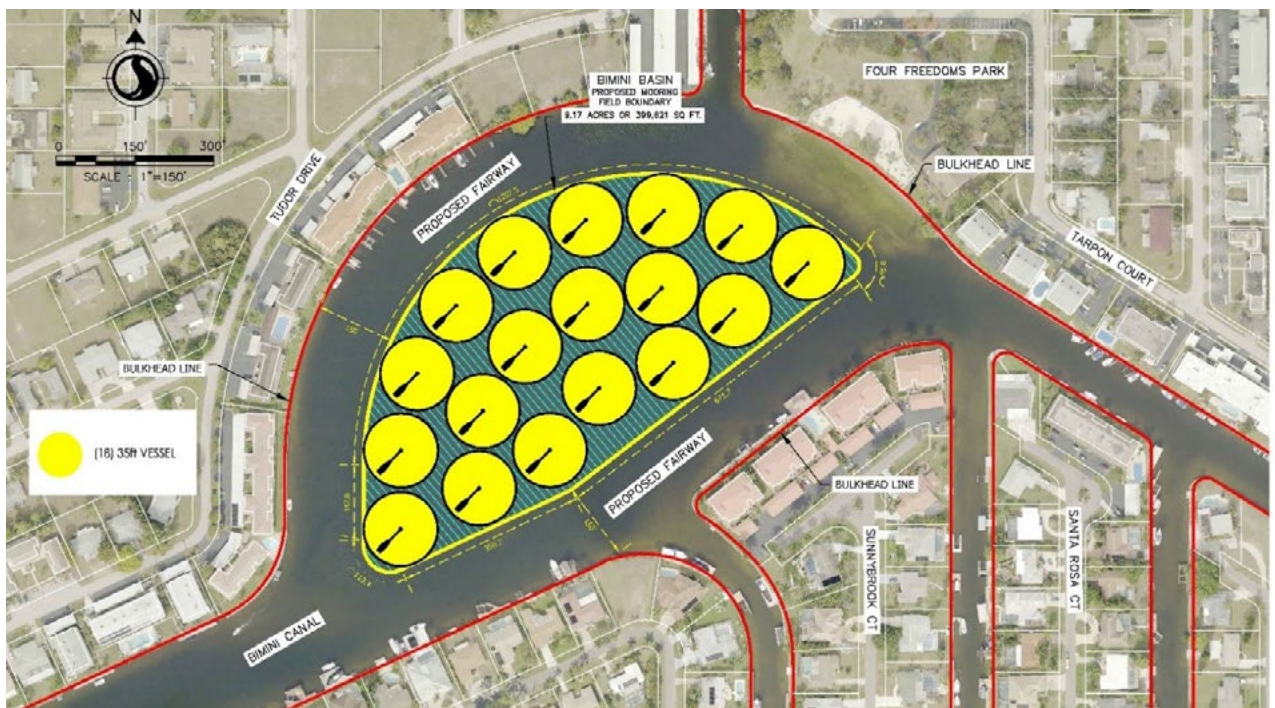 N
0 150' 300'
SCALE : 1"=150'
TUDOR DRIVE
BIMINI BASIN
PROPOSED MOORING
FIELD BOUNDARY
9.17 ACRES OR 399,621 SQ FT.
FOUR FREEDOMS PARK
BULKHEAD LINE
PROPOSED FAIRWAY
TARPON COURT
BULKHEAD LINE
(16) 35ft VESSEL
PROPOSED FAIRWAY
BULKHEAD LINE
SUNNYBROOK CT
SANTA ROSA CT
BIMINI CANAL